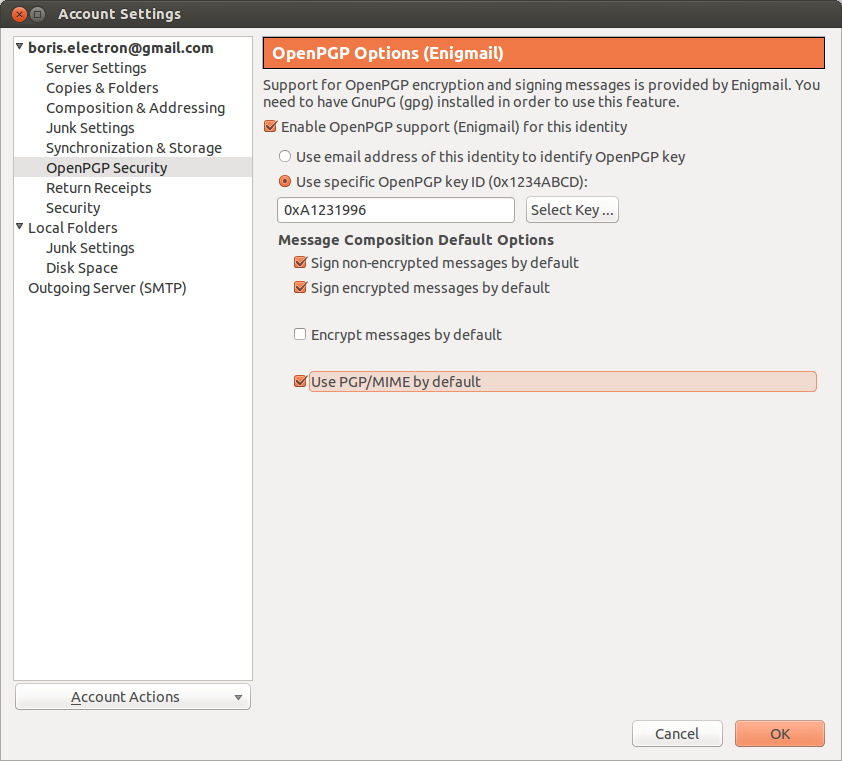 Account Settings
boris.electron@gmail.com
Server Settings
Copies & Folders
Composition & Addressing
Junk Settings
Synchronization & Storage
OpenPGP Security
Return Receipts
Security
Local Folders
Junk Settings
Disk Space
Outgoing Server (SMTP)
Account Actions
OpenPGP Options (Enigmail)
Support for OpenPGP encryption and signing messages is provided by Enigmail. You
need to have GnuPG (gpg) installed in order to use this feature.
Enable OpenPGP support (Enigmail) for this identity
Use email address of this identity to identify OpenPGP key
Use specific OpenPGP key ID (0x1234ABCD):
0xA1231996
Select Key ...
Message Composition Default Options
Sign non-encrypted messages by default
Sign encrypted messages by default
Encrypt messages by default
Use PGP/MIME by default
Cancel
OK